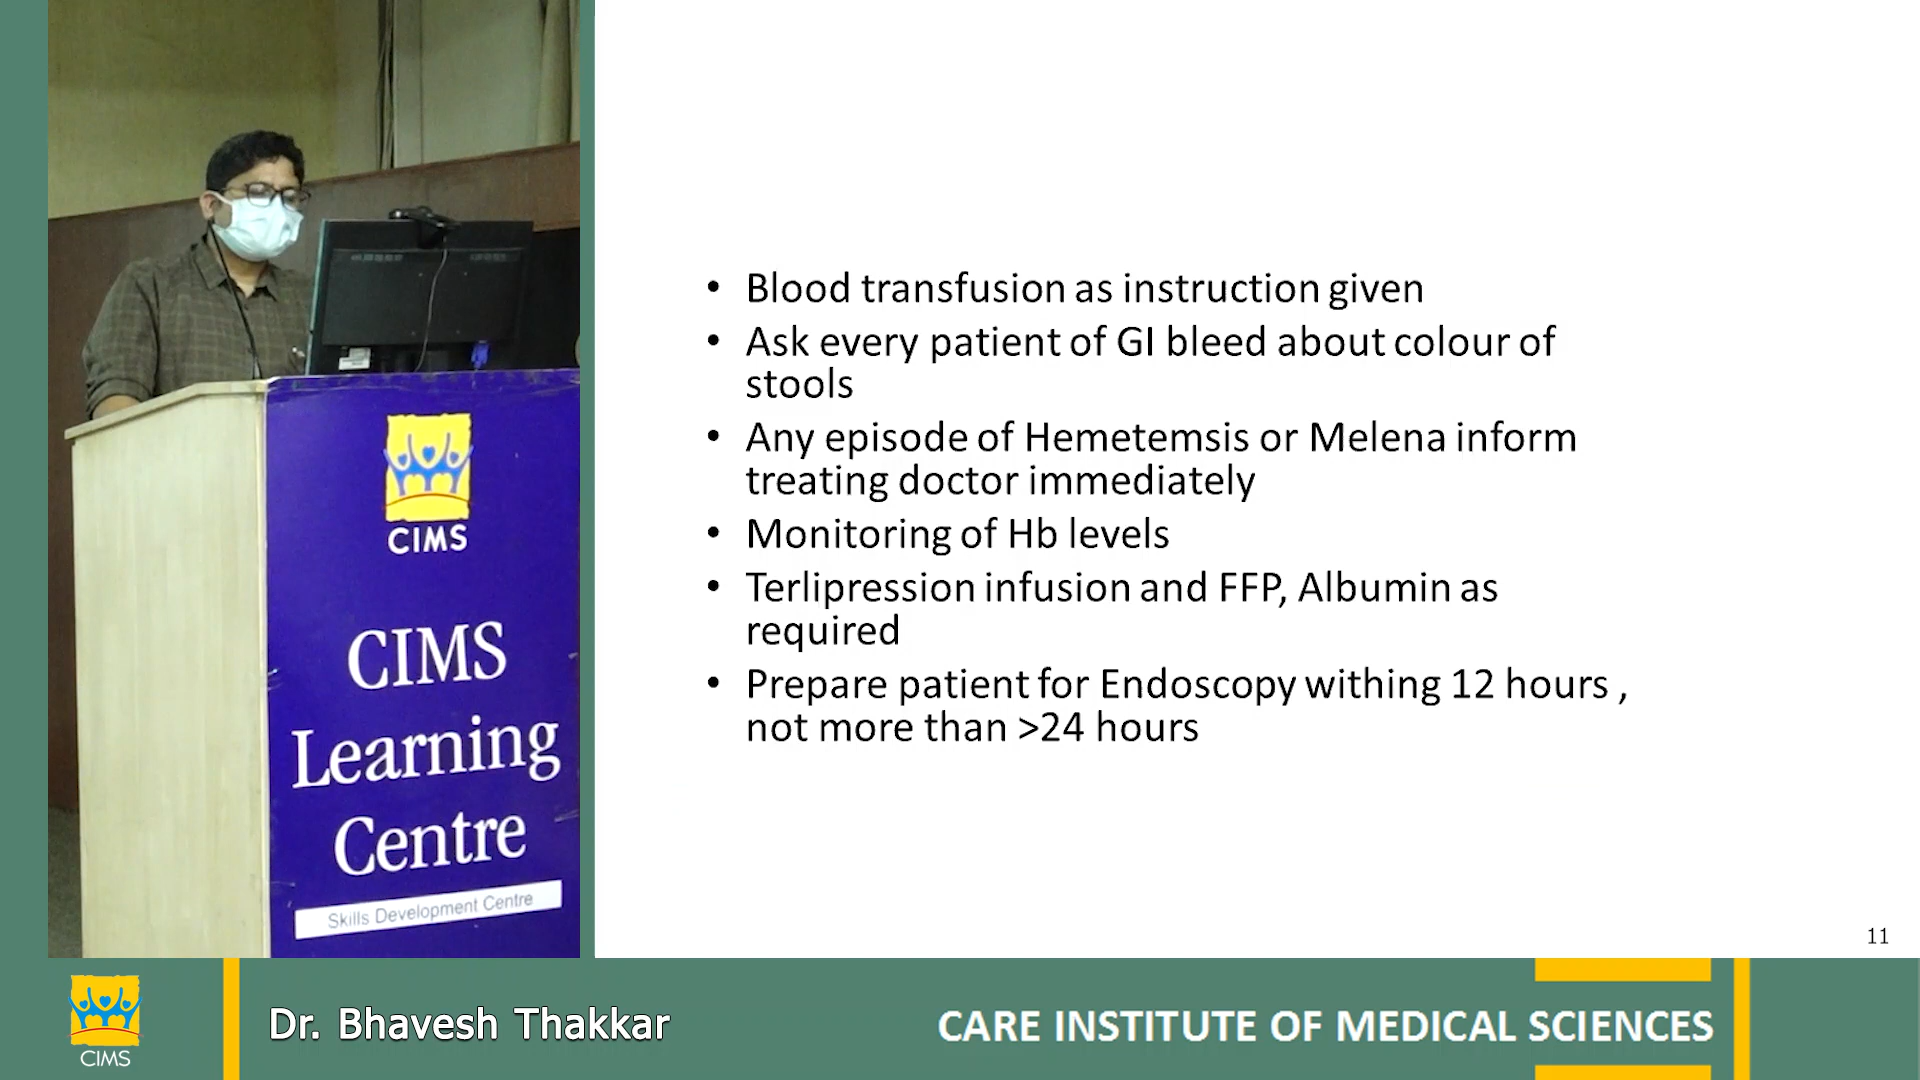 • Blood transfusion as instruction given
• Ask every patient of GI bleed about colour of
stools
• Any episode of Hemetemsis or Melena inform
treating doctor immediately
• Monitoring of Hb levels
• Terlipression infusion and FFP, Albumin as
required
• Prepare patient for Endoscopy withing 12 hours ,
not more than >24 hours
11
CIMS
CIMS
Learning
Centre
Skills Development Centre
CIMS
Dr. Bhavesh Thakkar
CARE INSTITUTE OF MEDICAL SCIENCES